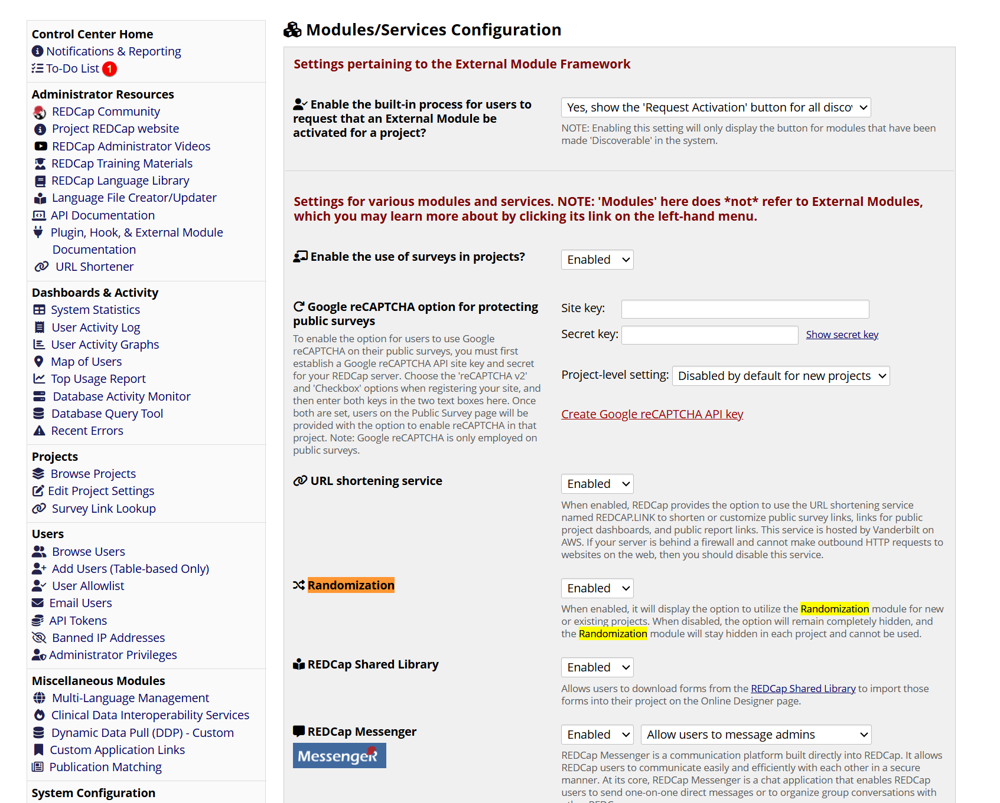 Control Center Home
Notifications & Reporting
To-Do List 1
Administrator Resources
REDCap Community
Project REDCap website
REDCap Administrator Videos
REDCap Training Materials
REDCap Language Library
Language File Creator/Updater
API Documentation
Plugin, Hook, & External Module
Documentation
URL Shortener
Dashboards & Activity
System Statistics
User Activity Log
User Activity Graphs
Map of Users
Top Usage Report
Database Activity Monitor
Database Query Tool
Recent Errors
Projects
Browse Projects
Edit Project Settings
Survey Link Lookup
Users
Browse Users
Add Users (Table-based Only)
User Allowlist
Email Users
API Tokens
Banned IP Addresses
Administrator Privileges
Miscellaneous Modules
Multi-Language Management
Clinical Data Interoperability Services
Dynamic Data Pull (DDP) - Custom
Custom Application Links
Publication Matching
System Configuration
Modules/Services Configuration
Settings pertaining to the External Module Framework
Enable the built-in process for users to
request that an External Module be
activated for a project?
Yes, show the 'Request Activation' button for all disco
NOTE: Enabling this setting will only display the button for modules that have been
made 'Discoverable' in the system.
Settings for various modules and services. NOTE: 'Modules' here does *not* refer to External Modules,
which you may learn more about by clicking its link on the left-hand menu.
Enable the use of surveys in projects?
Enabled
Google reCAPTCHA option for protecting
public surveys
To enable the option for users to use Google
reCAPTCHA on their public surveys, you must first
establish a Google reCAPTCHA API site key and secret
for your REDCap server. Choose the 'reCAPTCHA v2'
and 'Checkbox' options when registering your site, and
then enter both keys in the two text boxes here. Once
both are set, users on the Public Survey page will be
provided with the option to enable reCAPTCHA in that
project. Note: Google reCAPTCHA is only employed on
public surveys.
Site key:
Secret key:
Show secret key
Project-level setting: Disabled by default for new projects
Create Google reCAPTCHA API key
URL shortening service
Enabled
When enabled, REDCap provides the option to use the URL shortening service
named REDCAP.LINK to shorten or customize public survey links, links for public
project dashboards, and public report links. This service is hosted by Vanderbilt on
AWS. If your server is behind a firewall and cannot make outbound HTTP requests to
websites on the web, then you should disable this service.
Randomization
Enabled
When enabled, it will display the option to utilize the Randomization module for new
or existing projects. When disabled, the option will remain completely hidden, and
the Randomization module will stay hidden in each project and cannot be used.
REDCap Shared Library
Enabled
Allows users to download forms from the REDCap Shared Library to import those
forms into their project on the Online Designer page.
REDCap Messenger
MessengeR
Enabled
Allow users to message admins
REDCap Messenger is a communication platform built directly into REDCap. It allows
REDCap users to communicate easily and efficiently with each other in a secure
manner. At its core, REDCap Messenger is a chat application that enables REDCap
users to send one-on-one direct messages or to organize group conversations with